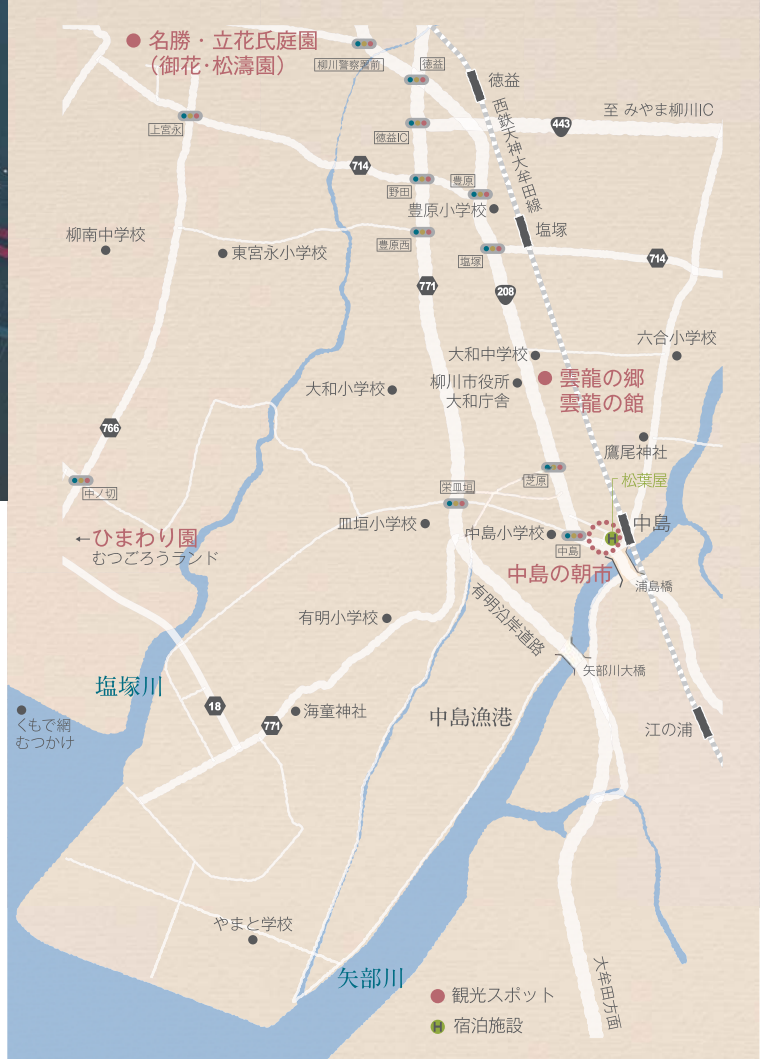 名勝・立花氏庭園
（御花・松濤園）
柳川警察署前
徳益
徳益
至 みやま柳川IC
西鉄天神大牟田線
443
上宮永
徳益IC
714
野田
豊原
豊原小学校
柳南中学校
東宮永小学校
豊原西
塩塚
塩塚
714
771
208
六合小学校
大和中学校
大和小学校
柳川市役所
大和庁舎
雲龍の郷
雲龍の館
766
鷹尾神社
中ノ切
芝原
松葉屋
栄皿垣
皿垣小学校
中島小学校
中島
中島
H
←ひまわり園
むつごろうランド
中島の朝市
浦島橋
有明沿岸道路
有明小学校
矢部川大橋
塩塚川
18
771
海童神社
中島漁港
くもで網
むつかけ
江の浦
やまと学校
矢部川
大牟田方面
観光スポット
H 宿泊施設